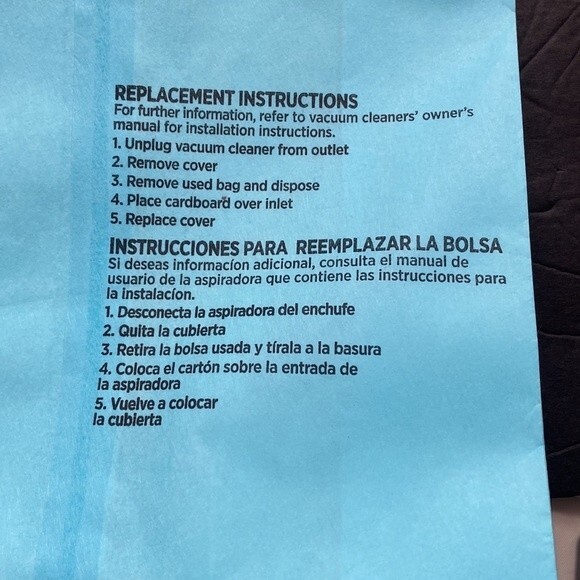 REPLACEMENT INSTRUCTIONS
For further information, refer to vacuum cleaners' owner's
manual for installation instructions.
1. Unplug vacuum cleaner from outlet
2. Remove cover
3. Remove used bag and dispose
4. Place cardboard over inlet
5. Replace cover
INSTRUCCIONES PARA REEMPLAZAR LA BOLSA
Si deseas informacíon adicional, consulta el manual de
usuario de la aspiradora que contiene las instrucciones para
la instalacíon.
1. Desconecta la aspiradora del enchufe
2. Quita la cubierta
3. Retira la bolsa usada y tírala a la basura
4. Coloca el cartón sobre la entrada de
la aspiradora
5. Vuelve a colocar
la cubierta